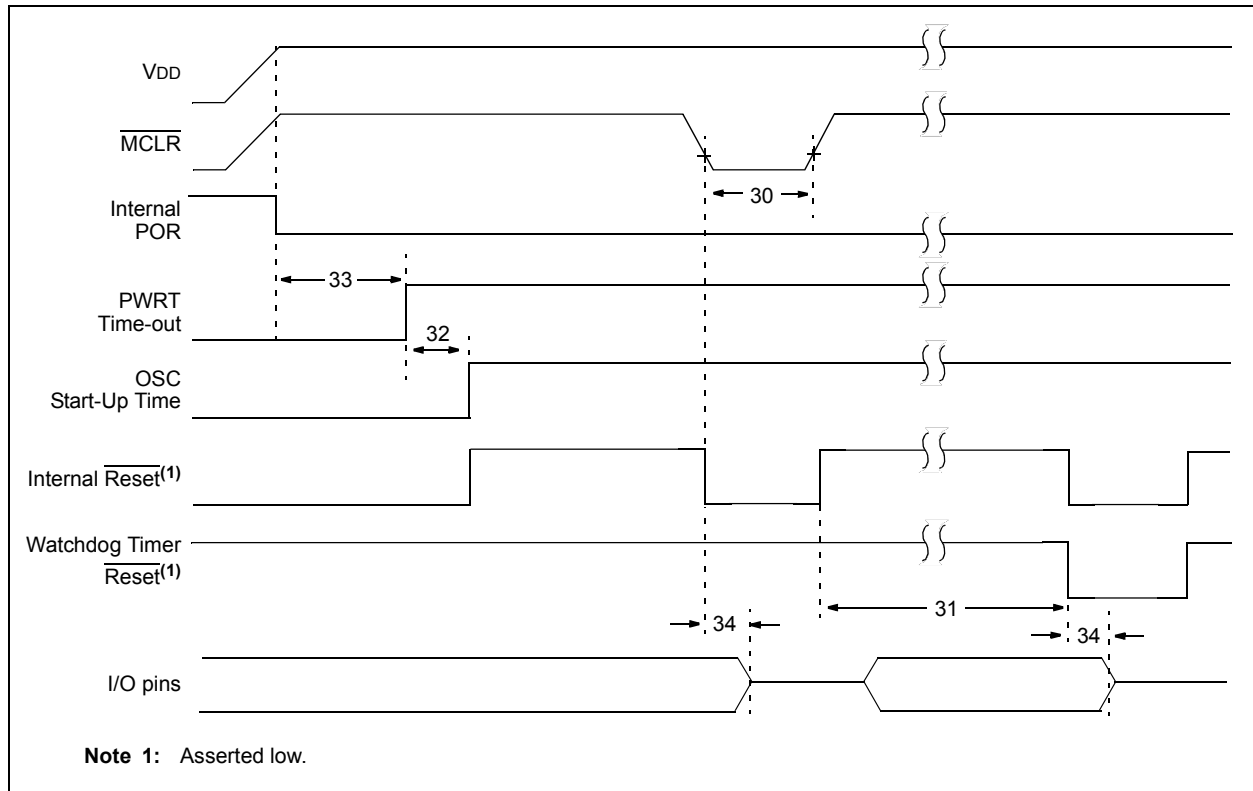 VDD
MCLR
30
Internal
POR
33
PWRT
Time-out
32
OSC
Start-Up Time
Internal Reset(1)
Watchdog Timer
Reset(1)
31
34
34
I/O pins
Note 1: Asserted low.